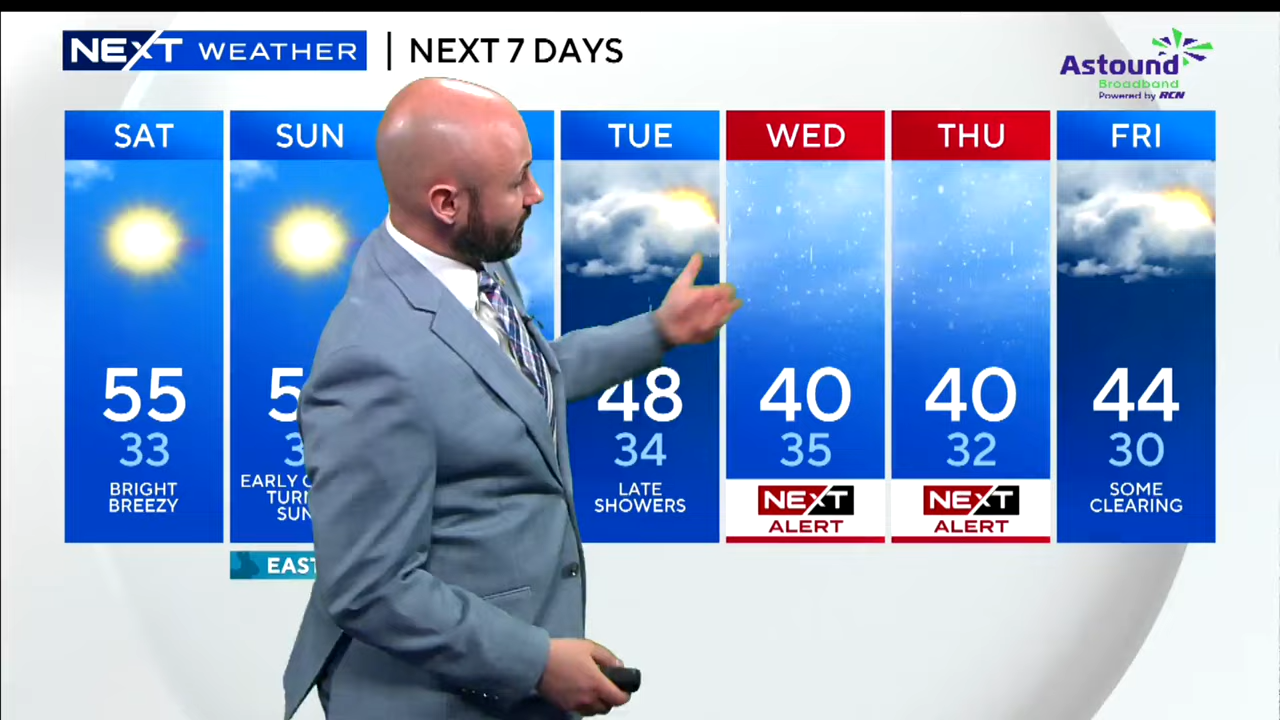 NEXT WEATHER | NEXT 7 DAYS
Astound
Broadband
Powered by RCN
SAT
55
33
BRIGHT
BREEZY
SUN
EARLY
EAST
TUE
48
34
LATE
SHOWERS
WED
40
35
NEXT
ALERT
THU
40
32
NEXT
ALERT
FRI
44
30
SOME
CLEARING